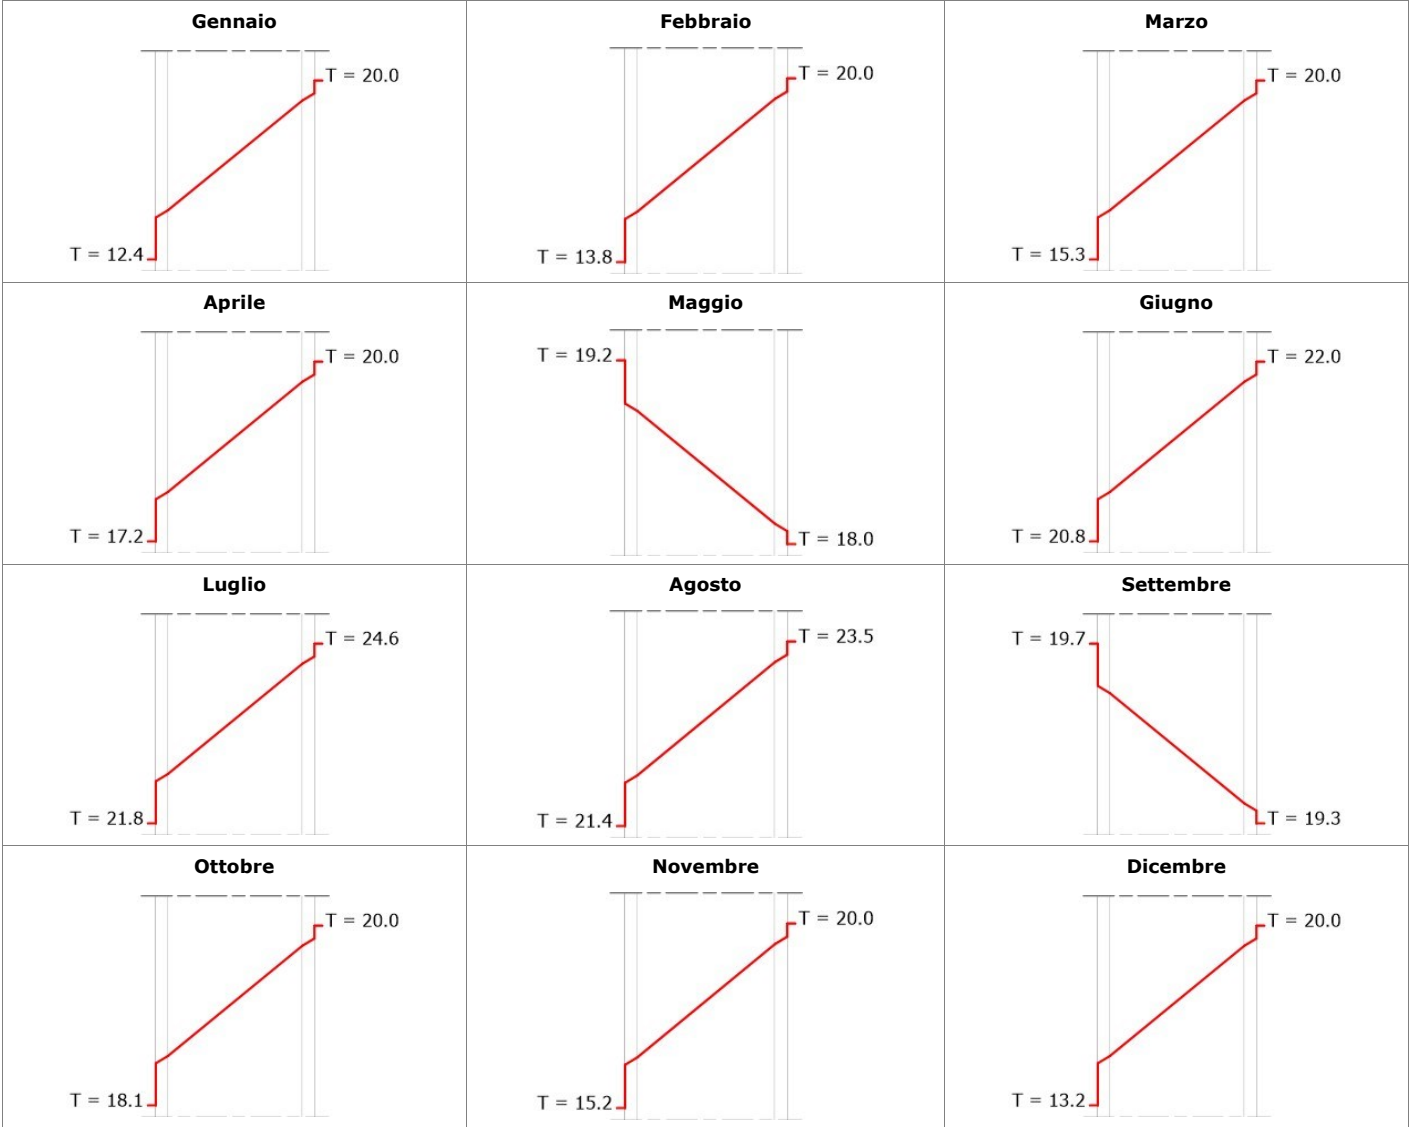 Gennaio
T = 20.0
T = 12.4
Febbraio
T = 20.0
T = 13.8
Marzo
T = 20.0
T = 15.3
Aprile
T = 20.0
T = 17.2
Maggio
T = 19.2
T = 18.0
Giugno
T = 22.0
T = 20.8
Luglio
T = 24.6
T = 21.8
Agosto
T = 23.5
T = 21.4
Settembre
T = 19.7
T = 19.3
Ottobre
T = 20.0
T = 18.1
Novembre
T = 20.0
T = 15.2
Dicembre
T = 20.0
T = 13.2